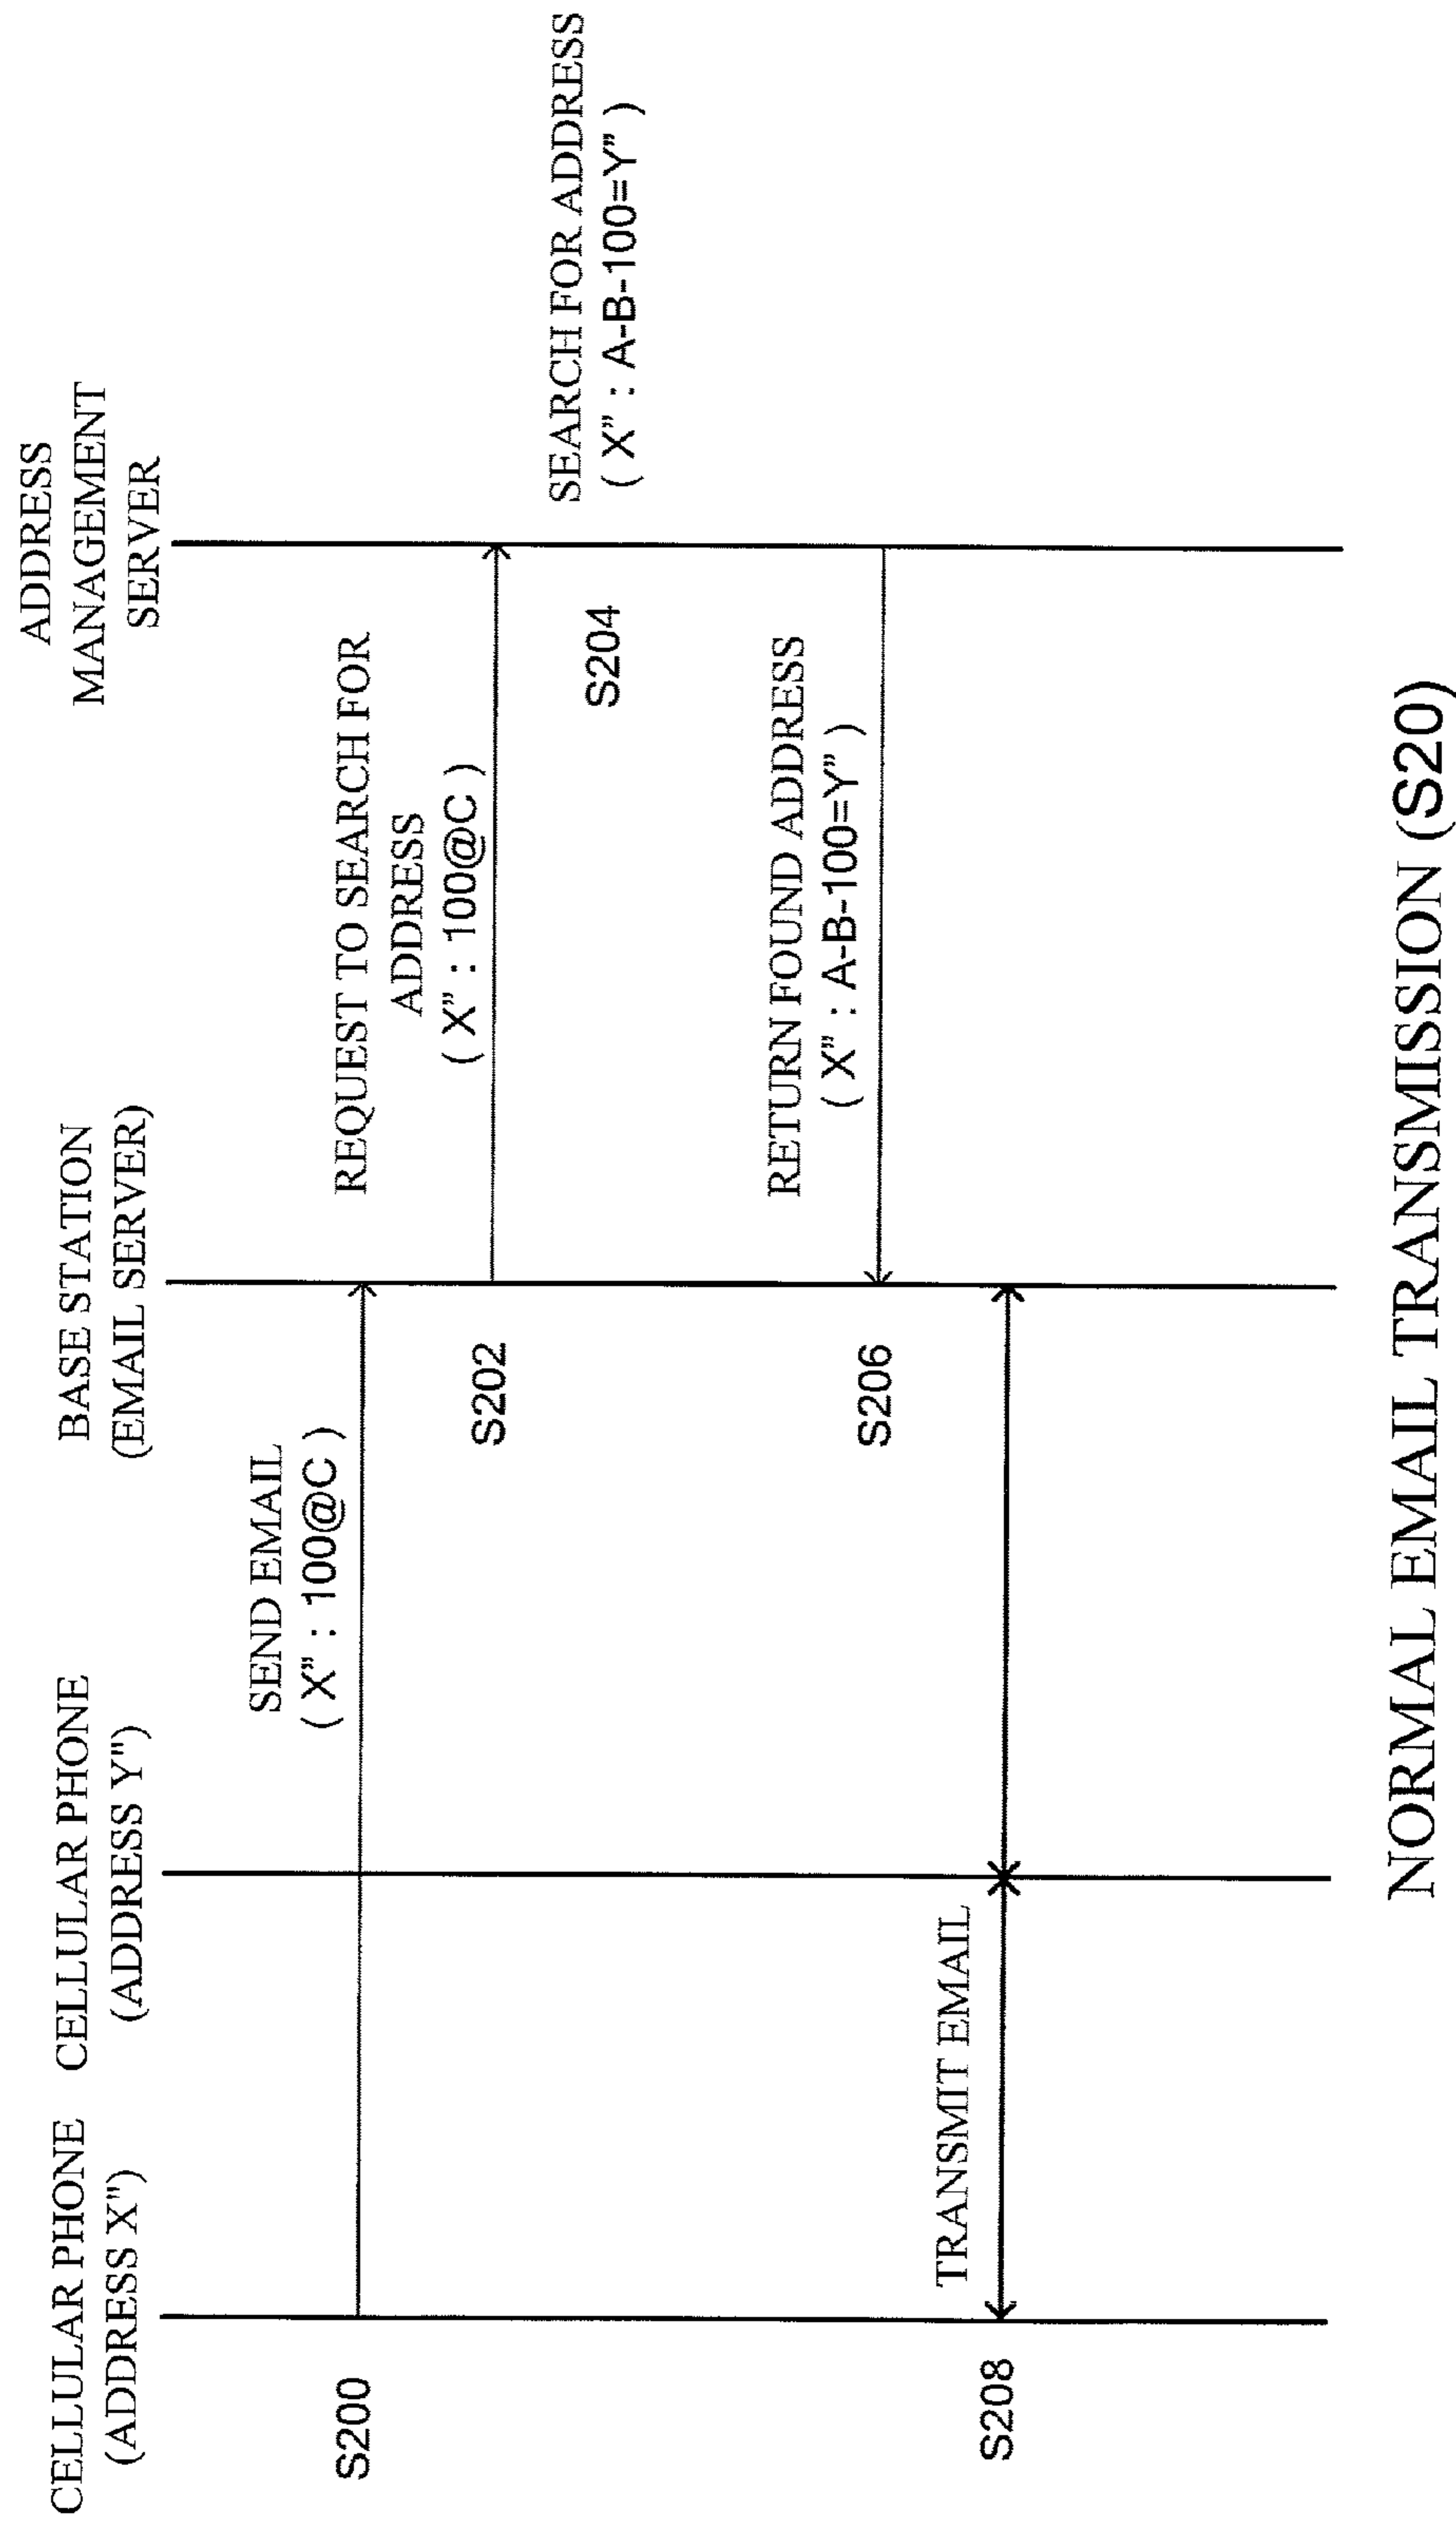 CELLULAR PHONE
(ADDRESS X")
CELLULAR PHONE
(ADDRESS Y")
BASE STATION
(EMAIL SERVER)
ADDRESS
MANAGEMENT
SERVER
S200
SEND EMAIL
( X” : 100@C )
S202
REQUEST TO SEARCH FOR
ADDRESS
( X” : 100@C )
S204
SEARCH FOR ADDRESS
( X” : A-B-100=Y” )
S206
RETURN FOUND ADDRESS
( X” : A-B-100=Y” )
S208
TRANSMIT EMAIL
NORMAL EMAIL TRANSMISSION (S20)